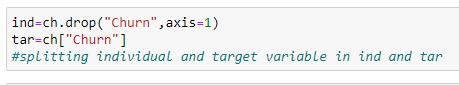 ind=ch.drop("Churn",axis=1)
tar=ch["Churn"]
#splitting individual and target variable in ind and tar